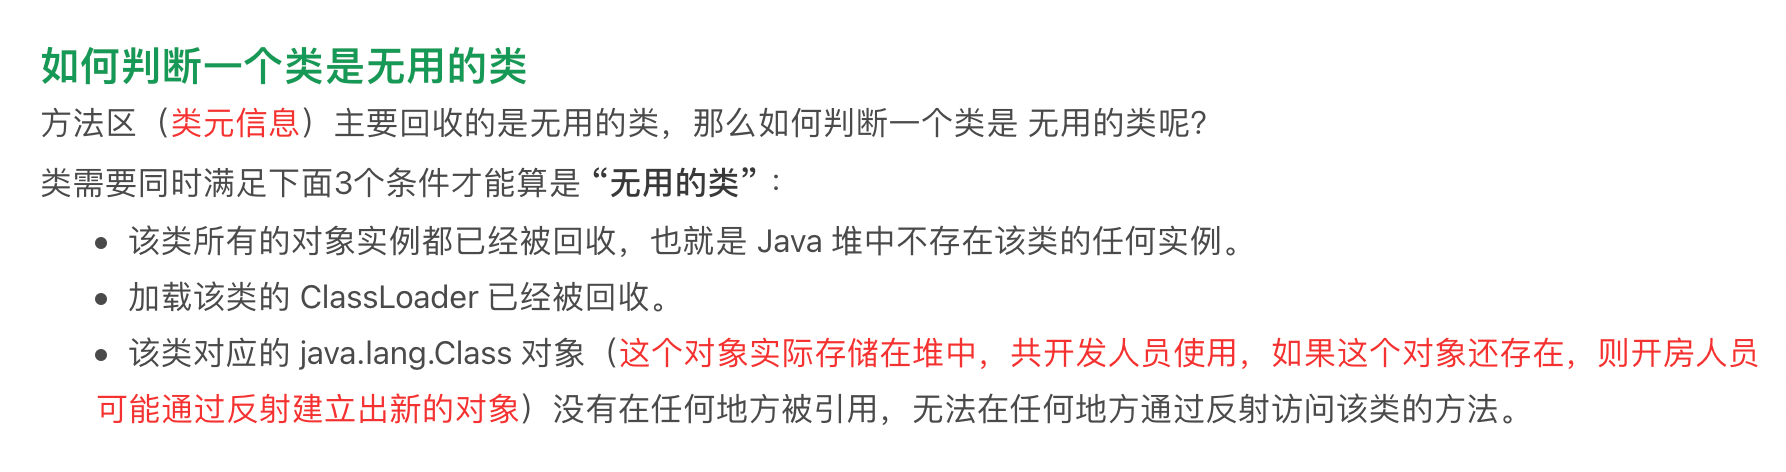 如何判断一个类是无用的类
方法区（类元信息）主要回收的是无用的类，那么如何判断一个类是 无用的类呢？
类需要同时满足下面3个条件才能算是 “无用的类”：
• 该类所有的对象实例都已经被回收，也就是 Java 堆中不存在该类的任何实例。
• 加载该类的 ClassLoader 已经被回收。
• 该类对应的 java.lang.Class 对象（这个对象实际存储在堆中，共开发人员使用，如果这个对象还存在，则开房人员
可能通过反射建立出新的对象）没有在任何地方被引用，无法在任何地方通过反射访问该类的方法。